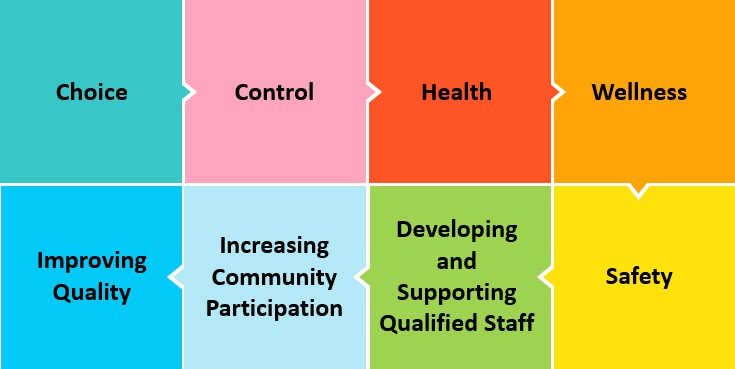 Choice
Control
Health
Wellness
Improving
Quality
Increasing
Community
Participation
Developing
and
Supporting
Qualified Staff
Safety